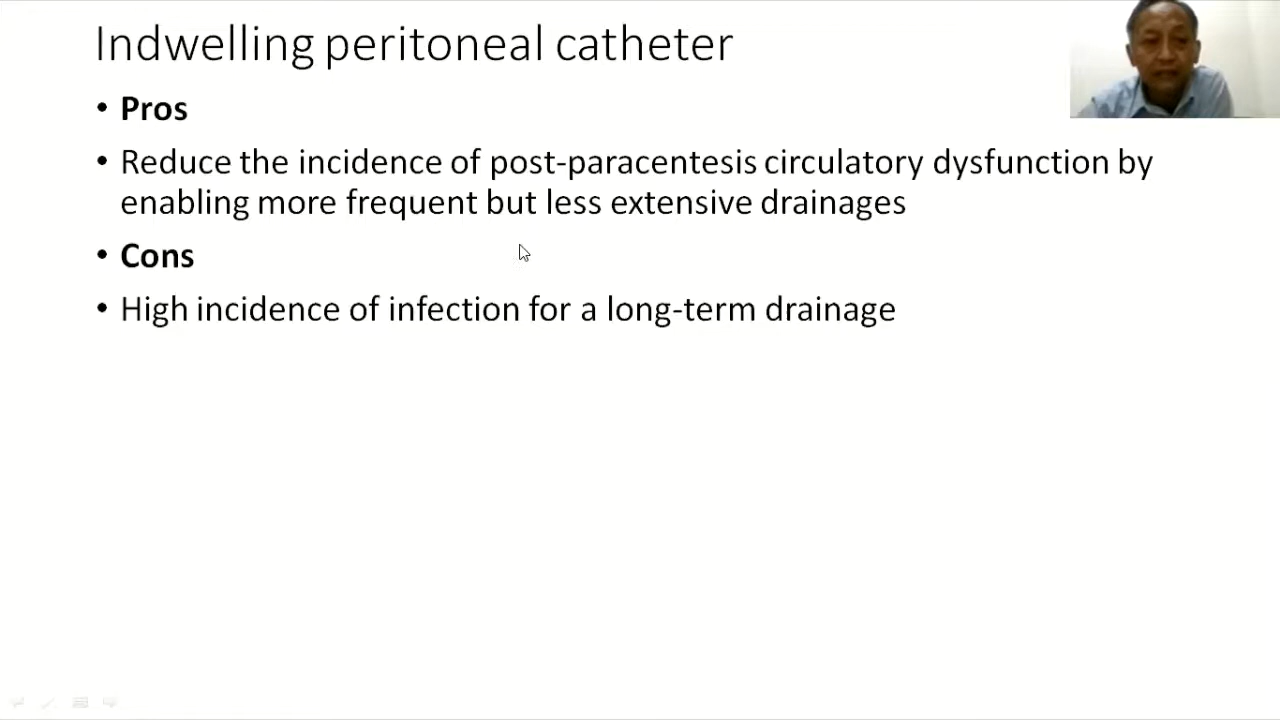 Indwelling peritoneal catheter
• Pros
• Reduce the incidence of post-paracentesis circulatory dysfunction by
enabling more frequent but less extensive drainages
• Cons
• High incidence of infection for a long-term drainage